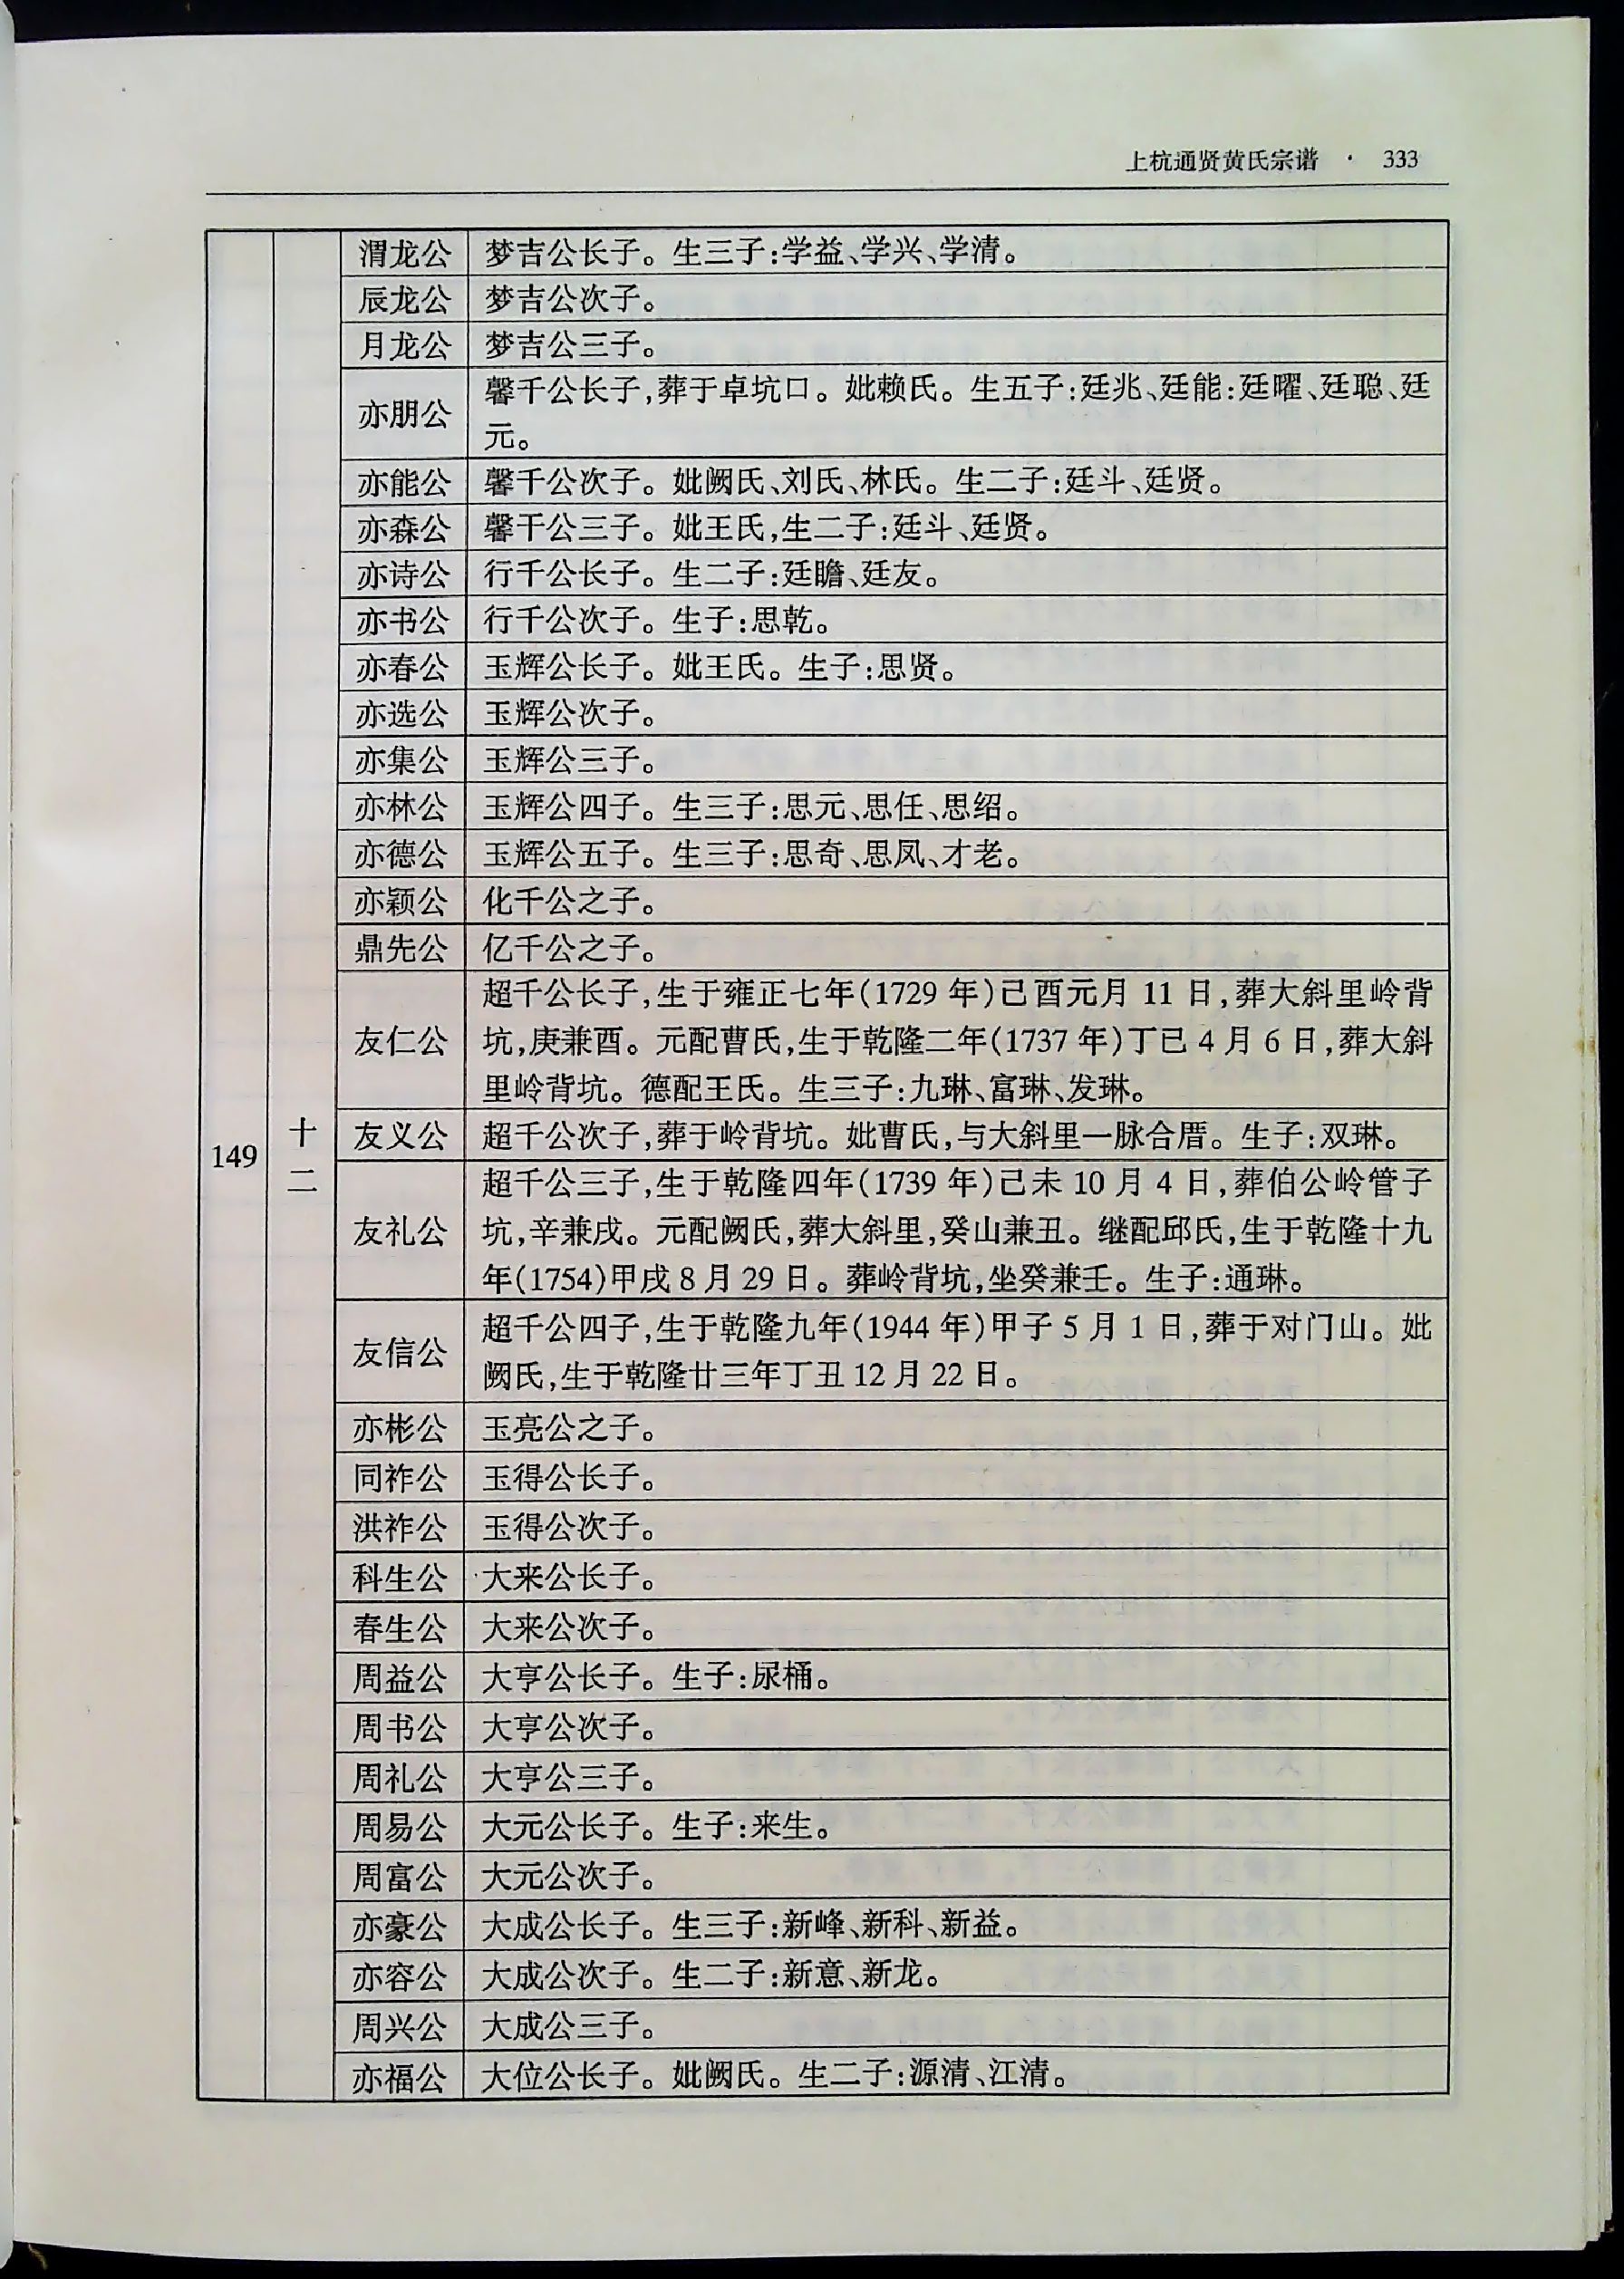 上杭通贤黄氏宗谱 · 333
149
十二
渭龙公 梦吉公长子。生三子:学益、学兴、学清。
辰龙公 梦吉公次子。
月龙公 梦吉公三子。
亦朋公 馨千公长子,葬于卓坑口。妣赖氏。生五子:廷兆、廷能:廷曜、廷聪、廷
元。
亦能公 馨千公次子。妣阙氏、刘氏、林氏。生二子:廷斗、廷贤。
亦森公 馨干公三子。妣王氏,生二子:廷斗、廷贤。
亦诗公 行千公长子。生二子:廷瞻、廷友。
亦书公 行千公次子。生子:思乾。
亦春公 玉辉公长子。妣王氏。生子:思贤。
亦选公 玉辉公次子。
亦集公 玉辉公三子。
亦林公 玉辉公四子。生三子:思元、思任、思绍。
亦德公 玉辉公五子。生三子:思奇、思凤、才老。
亦颖公 化千公之子。
鼎先公 亿千公之子。
友仁公 超千公长子,生于雍正七年(1729 年)己酉元月 11 日,葬大斜里岭背
坑,庚兼酉。元配曹氏,生于乾隆二年(1737 年)丁巳 4 月 6 日,葬大斜
里岭背坑。德配王氏。生三子:九琳、富琳、发琳。
友义公 超千公次子,葬于岭背坑。妣曹氏,与大斜里一脉合厝。生子:双琳。
友礼公 超千公三子,生于乾隆四年(1739 年)己未 10 月 4 日,葬伯公岭管子
坑,辛兼戌。元配阙氏,葬大斜里,癸山兼丑。继配邱氏,生于乾隆十九
年(1754)甲戌 8 月 29 日。葬岭背坑,坐癸兼壬。生子:通琳。
友信公 超千公四子,生于乾隆九年(1944 年)甲子 5 月 1 日,葬于对门山。妣
阙氏,生于乾隆廿三年丁丑 12 月 22 日。
亦彬公 玉亮公之子。
同祚公 玉得公长子。
洪祚公 玉得公次子。
科生公 大来公长子。
春生公 大来公次子。
周益公 大亨公长子。生子:尿桶。
周书公 大亨公次子。
周礼公 大亨公三子。
周易公 大元公长子。生子:来生。
周富公 大元公次子。
亦豪公 大成公长子。生三子:新峰、新科、新益。
亦容公 大成公次子。生二子:新意、新龙。
周兴公 大成公三子。
亦福公 大位公长子。妣阙氏。生二子:源清、江清。